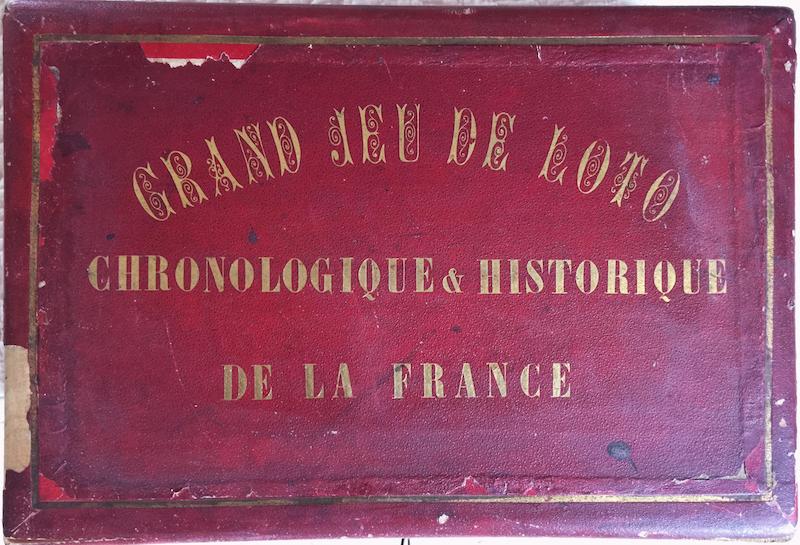 GRAND JEU DE LOTO
CHRONOLOGIQUE & HISTORIQUE
DE LA FRANCE